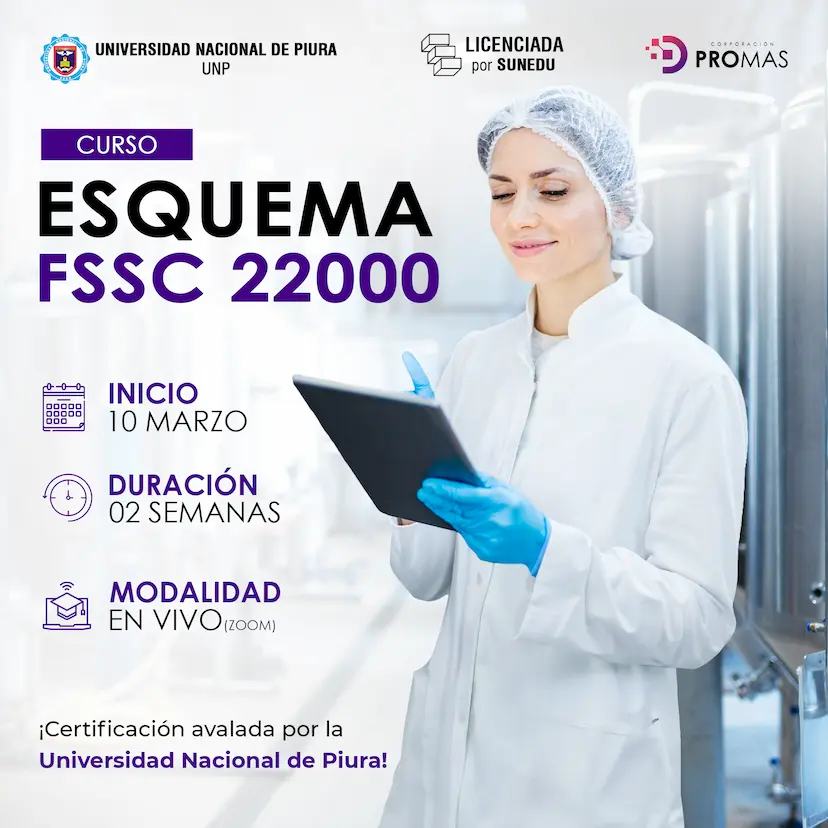 UNIVERSIDAD NACIONAL DE PIURA
UNP
LICENCIADA
por SUNEDU
CORPORACIÓN
PROMAS
CURSO
ESQUEMA
FSSC 22000
INICIO
10 MARZO
DURACIÓN
02 SEMANAS
MODALIDAD
EN VIVO (ZOOM)
¡Certificación avalada por la
Universidad Nacional de Piura!